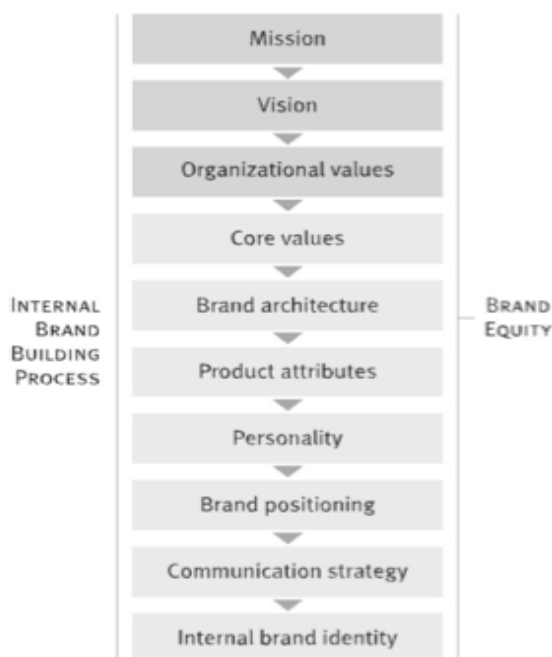 Mission
Vision
Organizational values
Core values
INTERNAL
BRAND
BUILDING
PROCESS
Brand architecture
BRAND
EQUITY
Product attributes
Personality
Brand positioning
Communication strategy
Internal brand identity